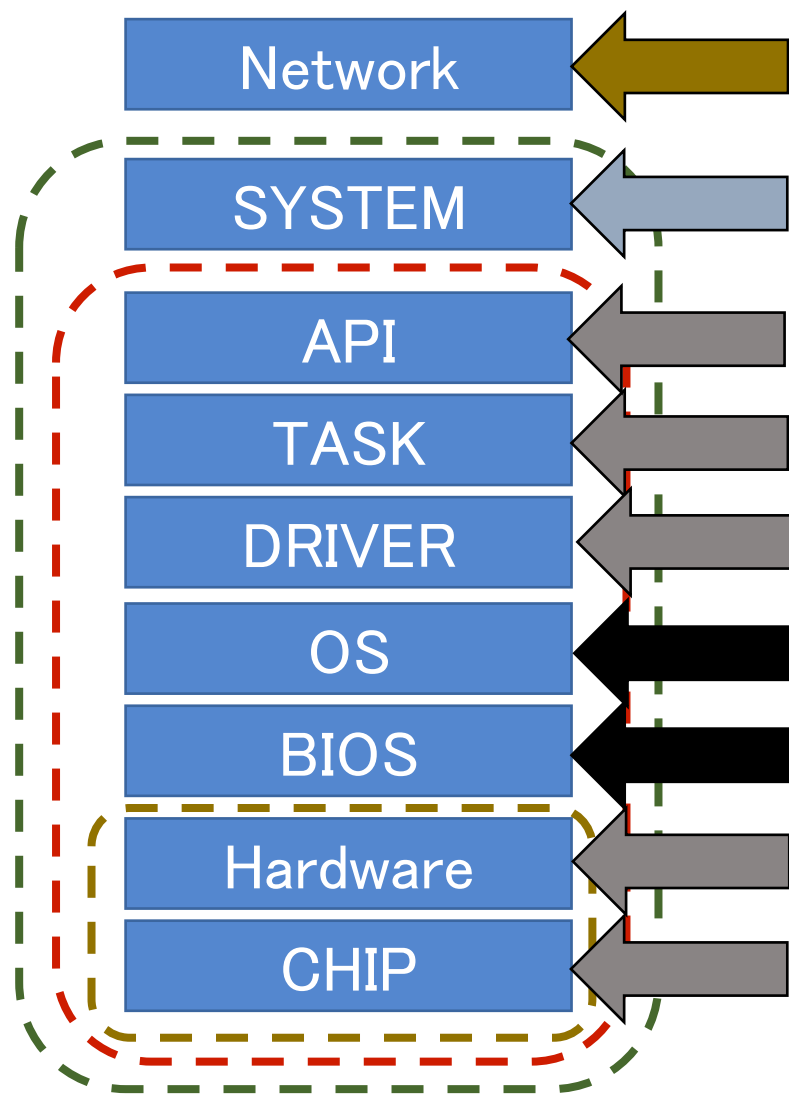 Network
SYSTEM
API
TASK
DRIVER
OS
BIOS
Hardware
CHIP